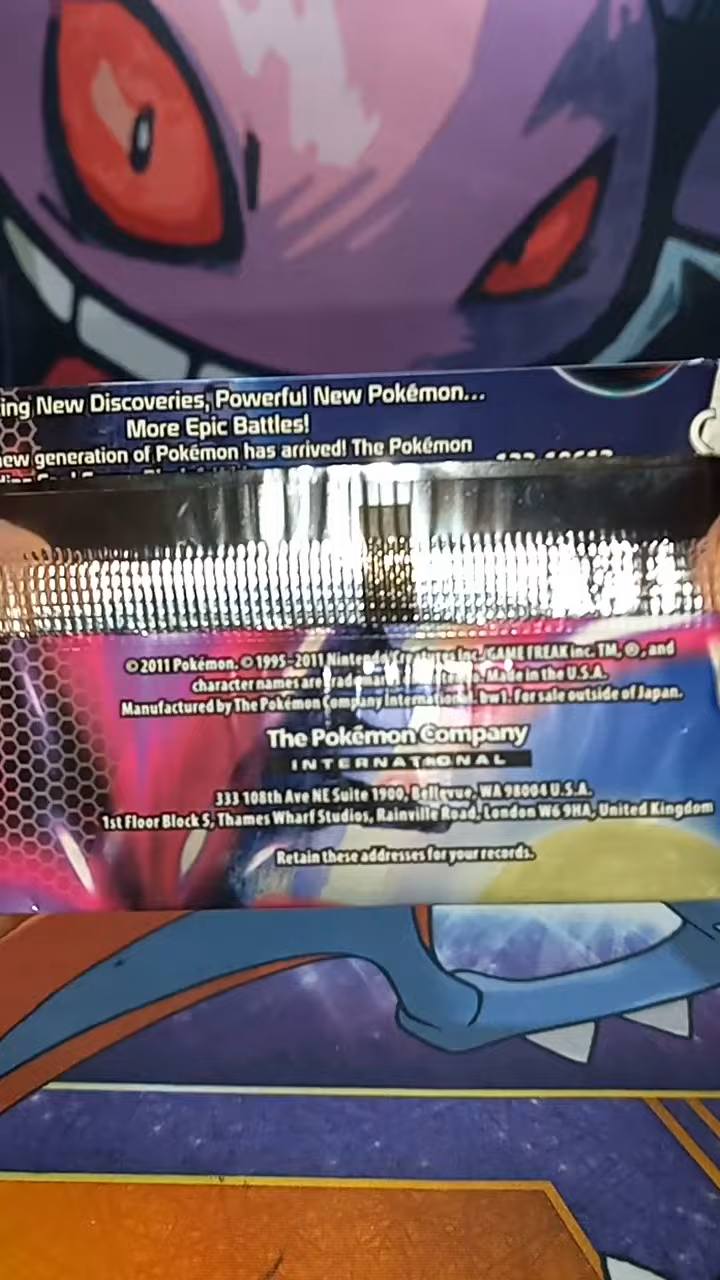 ing New Discoveries, Powerful New Pokémon...
More Epic Battles!
ew generation of Pokémon has arrived! The Pokémon
© 2011 Pokémon. © 1995–2011 Nintendo/Creatures Inc./GAME FREAK inc. TM, ®, and
character names are trademarks Nintendo. Made in the U.S.A.
Manufactured by The Pokémon Company International. bw1. For sale outside of Japan.
The Pokémon Company
INTERNATIONAL
333 108th Ave NE Suite 1900, Bellevue, WA 98004 U.S.A.
1st Floor Block 5, Thames Wharf Studios, Rainville Road, London W6 9HA, United Kingdom
Retain these addresses for your records.